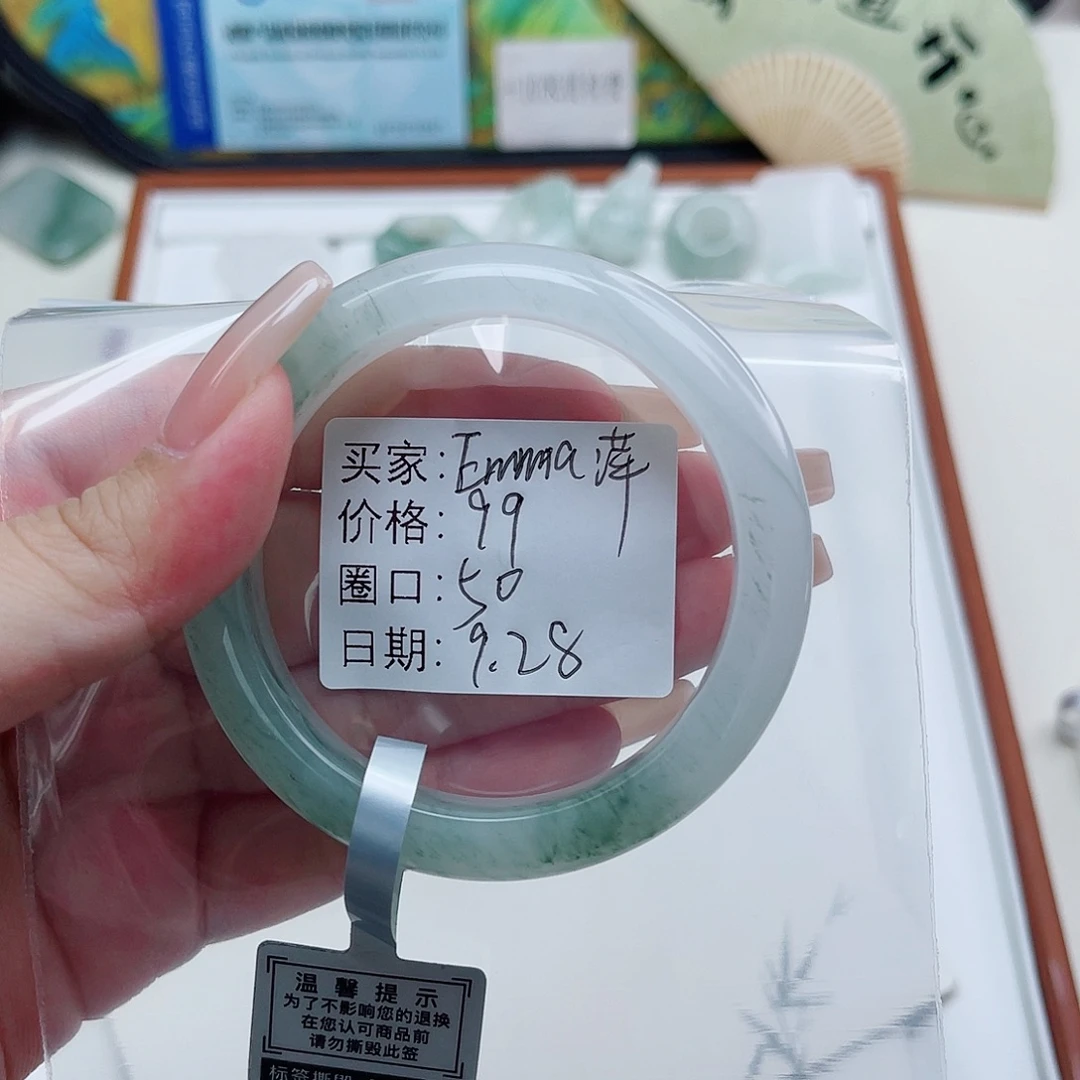 买家:Emma萍
价格:99
圈口:50
日期:9.28
温馨提示
为了不影响您的退换
在您认可商品前
请勿撕毁此签